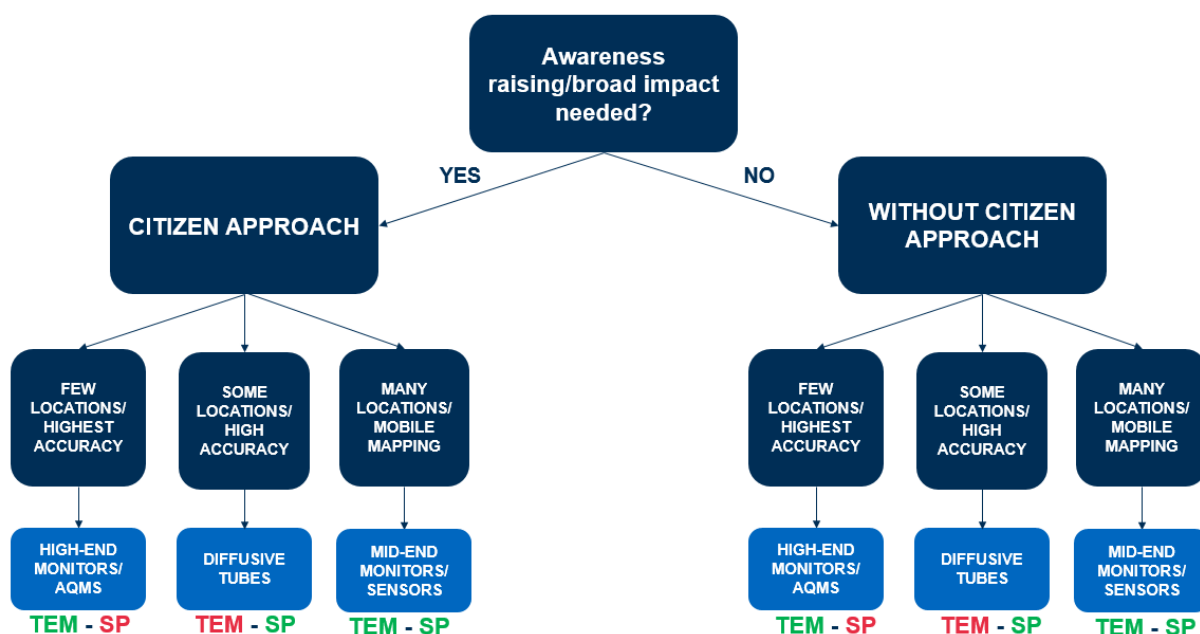 Awareness
raising/broad impact
needed?
YES
NO
CITIZEN APPROACH
WITHOUT CITIZEN
APPROACH
FEW
LOCATIONS/
HIGHEST
ACCURACY
SOME
LOCATIONS/
HIGH
ACCURACY
MANY
LOCATIONS/
MOBILE
MAPPING
FEW
LOCATIONS/
HIGHEST
ACCURACY
SOME
LOCATIONS/
HIGH
ACCURACY
MANY
LOCATIONS/
MOBILE
MAPPING
HIGH-END
MONITORS/
AQMS
DIFFUSIVE
TUBES
MID-END
MONITORS/
SENSORS
HIGH-END
MONITORS/
AQMS
DIFFUSIVE
TUBES
MID-END
MONITORS/
SENSORS
TEM - SP
TEM - SP
TEM - SP
TEM - SP
TEM - SP
TEM - SP